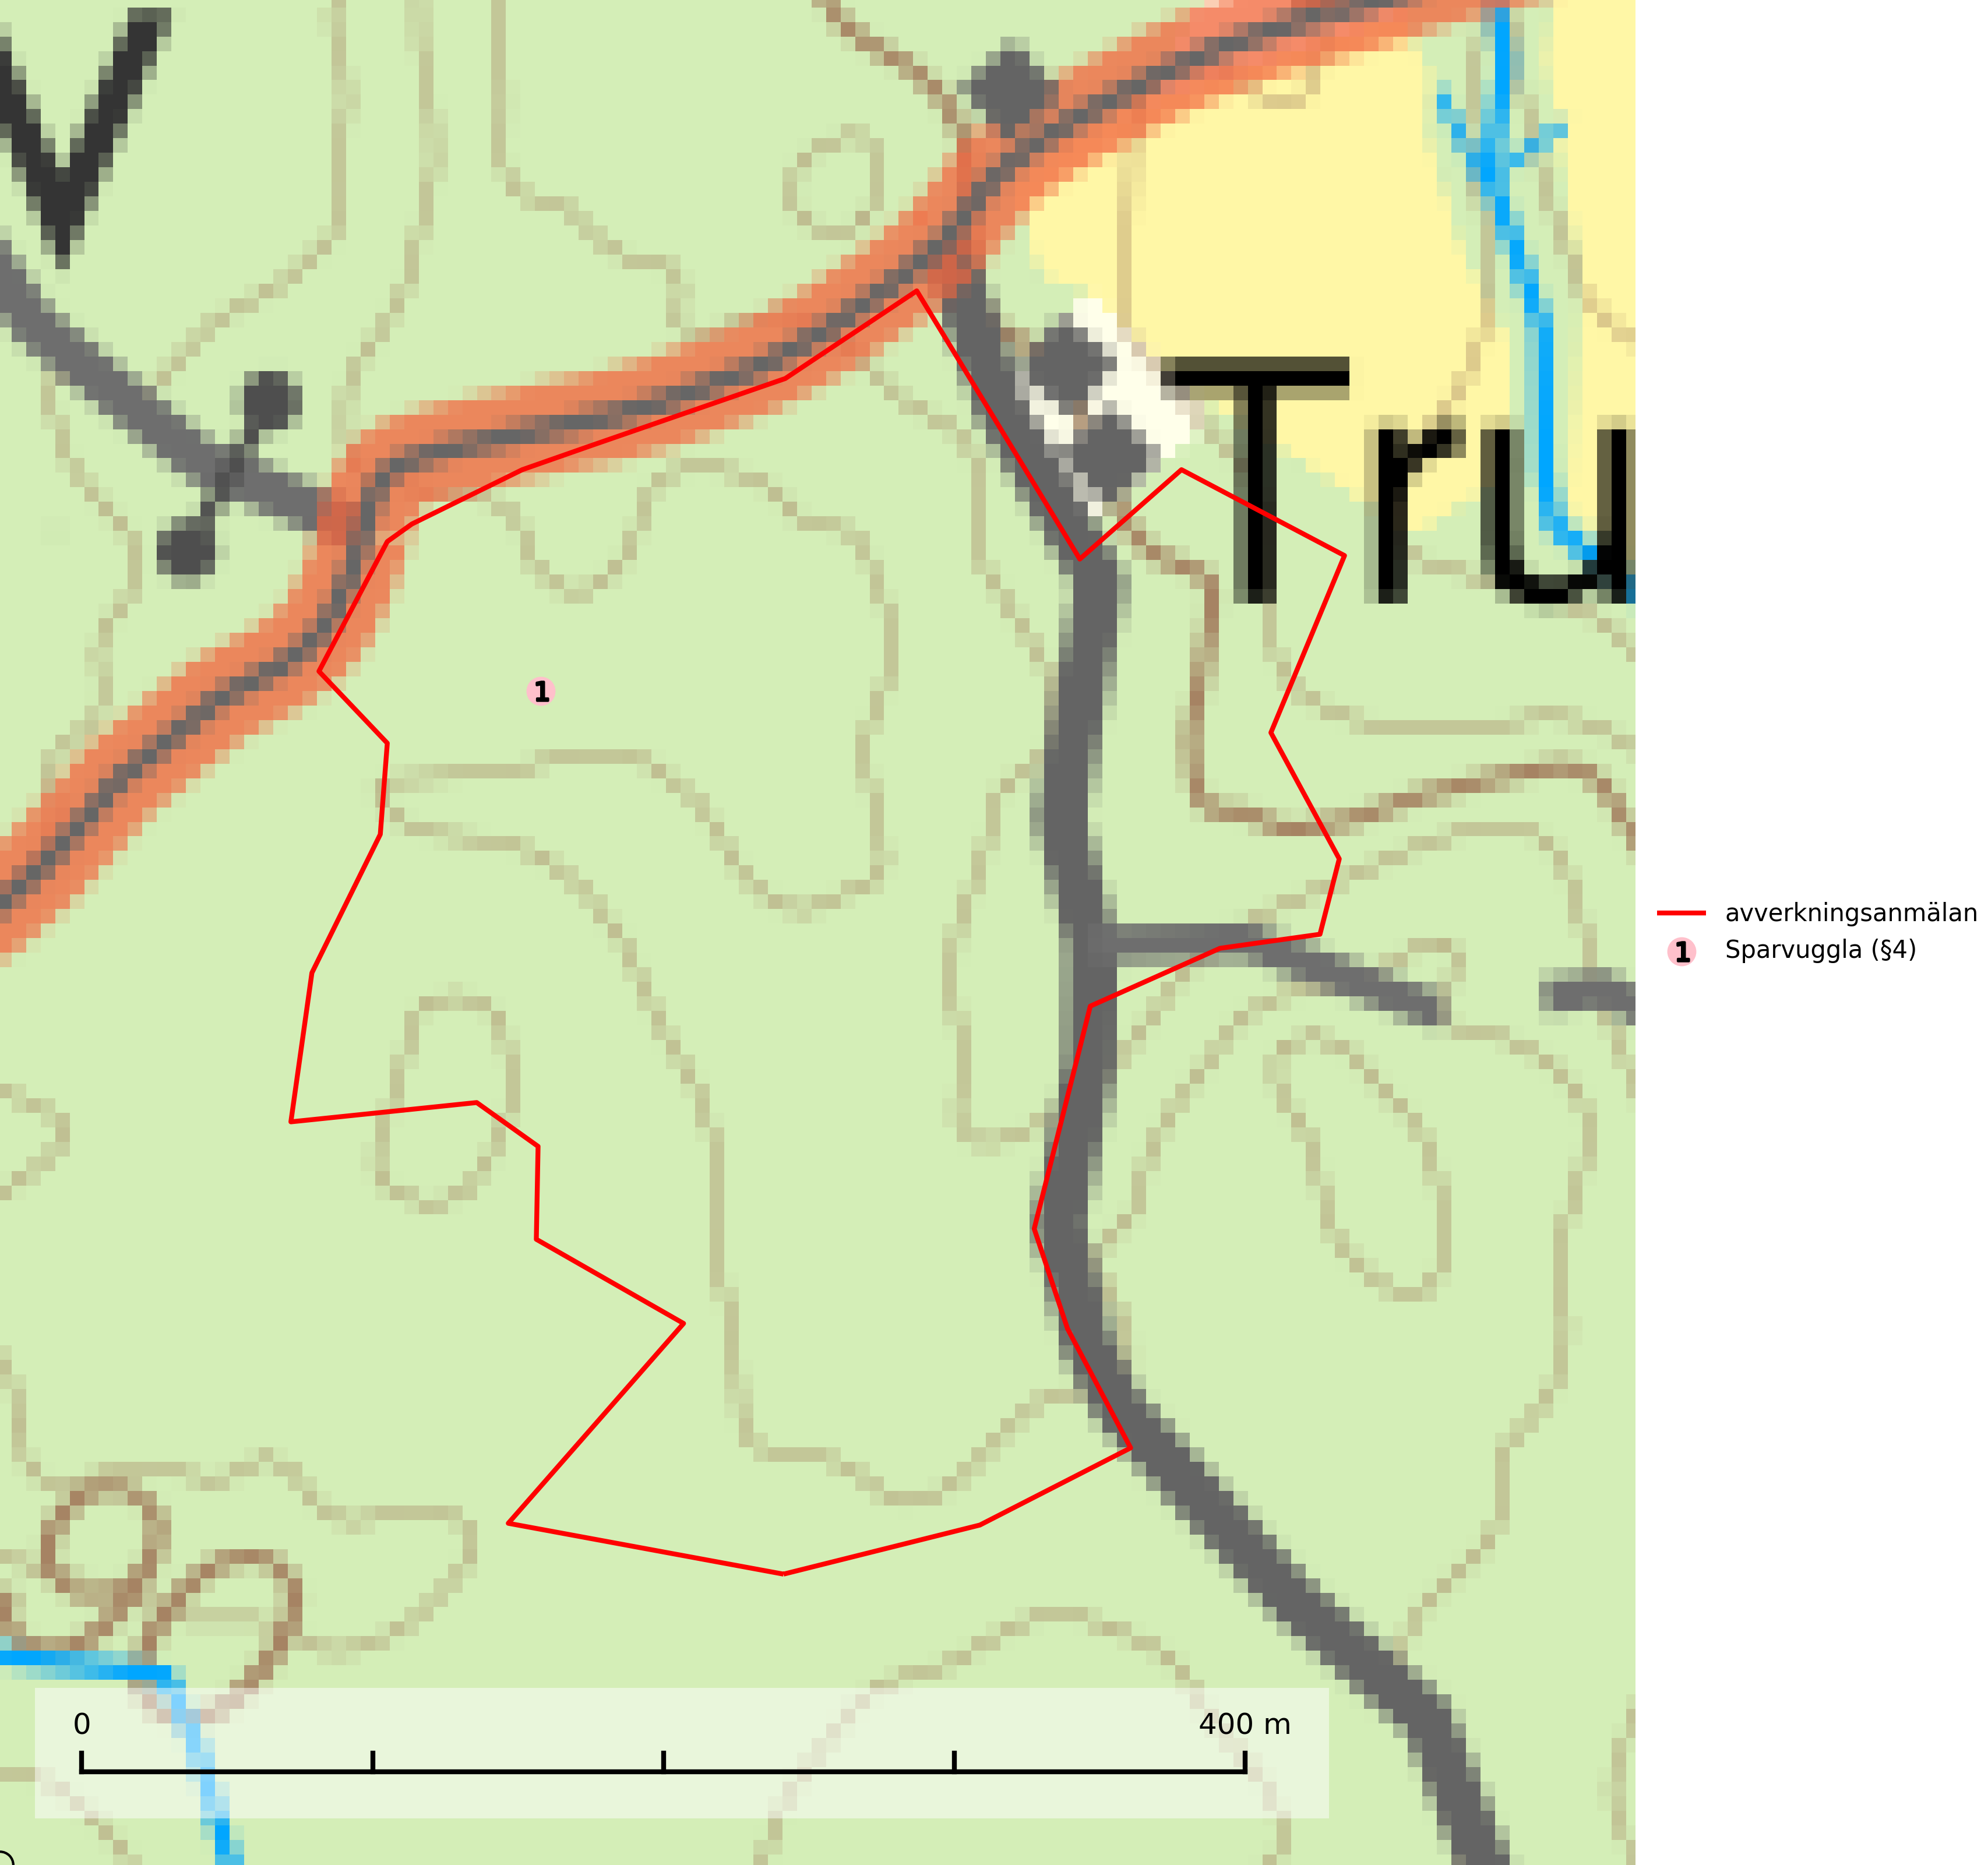 V
Tru
1
avverkningsanmälan
1 Sparvuggla (§4)
0 400 m